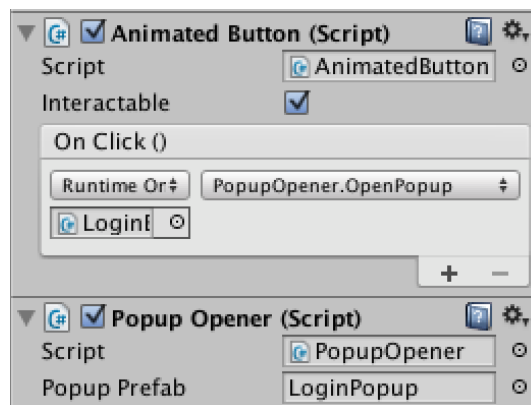 Animated Button (Script)
Script AnimatedButton
Interactable
On Click ()
Runtime Or PopupOpener.OpenPopup
Popup Opener (Script)
Script PopupOpener
Popup Prefab LoginPopup